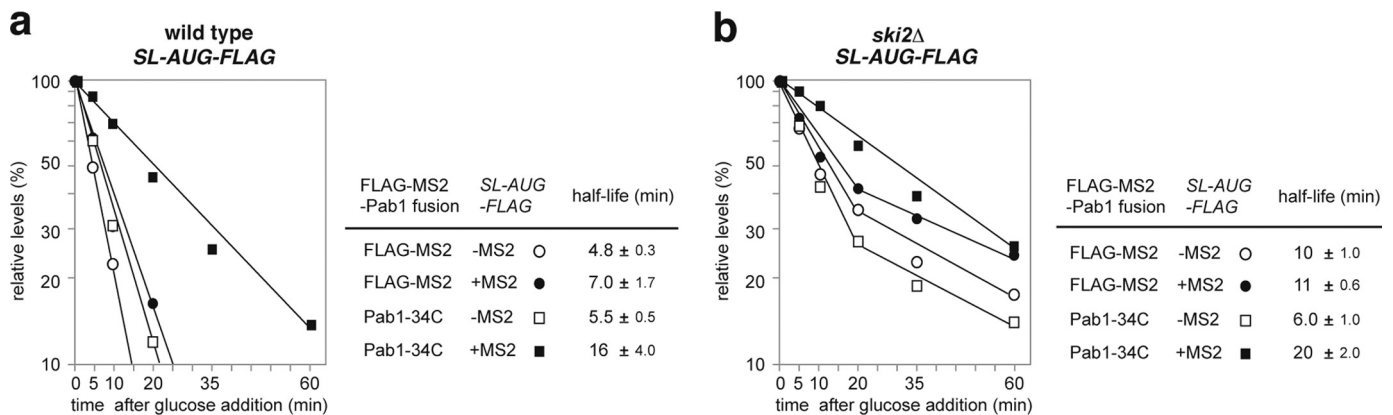 a
wild type
SL-AUG-FLAG
relative levels (%)
100
50
30
20
10
0 5 10 20 35 60
time after glucose addition (min)
FLAG-MS2 SL-AUG half-life (min)
-Pab1 fusion -FLAG
FLAG-MS2 -MS2 4.8 ± 0.3
FLAG-MS2 +MS2 7.0 ± 1.7
Pab1-34C -MS2 5.5 ± 0.5
Pab1-34C +MS2 16 ± 4.0
b
ski2Δ
SL-AUG-FLAG
relative levels (%)
100
50
30
20
10
0 5 10 20 35 60
time after glucose addition (min)
FLAG-MS2 SL-AUG half-life (min)
-Pab1 fusion -FLAG
FLAG-MS2 -MS2 10 ± 1.0
FLAG-MS2 +MS2 11 ± 0.6
Pab1-34C -MS2 6.0 ± 1.0
Pab1-34C +MS2 20 ± 2.0